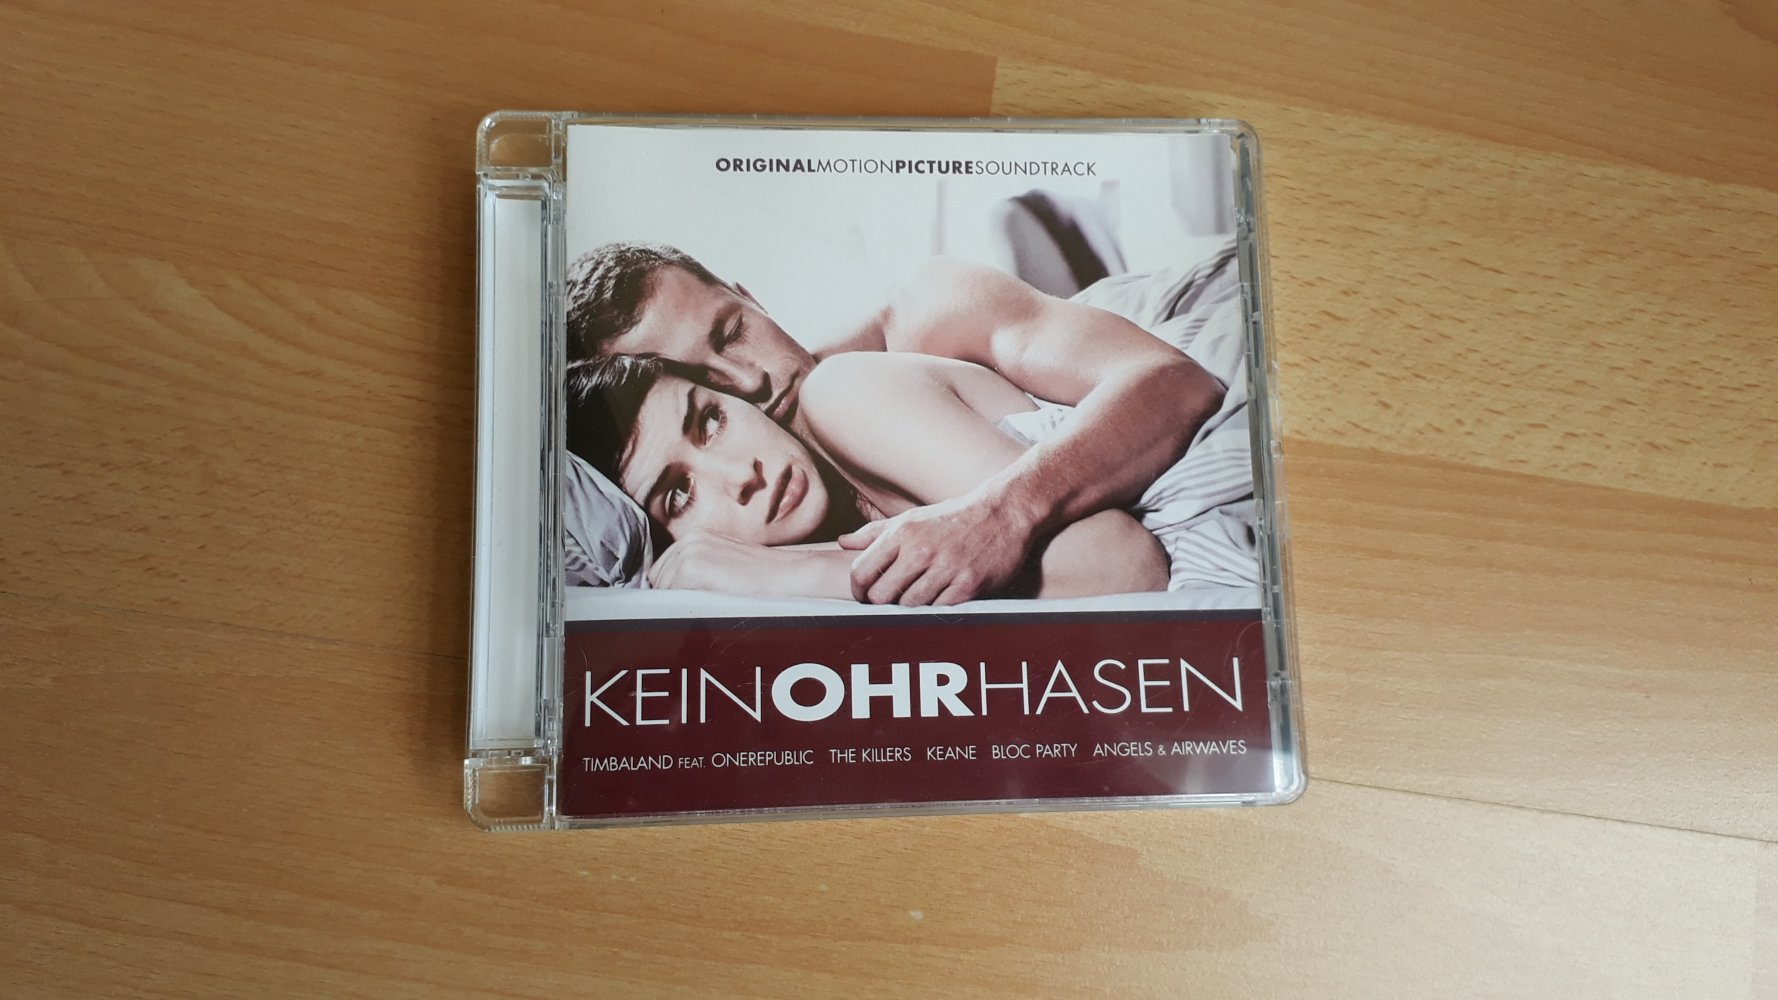 ORIGINALMOTIONPICTURESOUNDTRACK
KEINOHRHASEN
TIMBALAND FEAT. ONEREPUBLIC THE KILLERS KEANE BLOC PARTY ANGELS & AIRWAVES